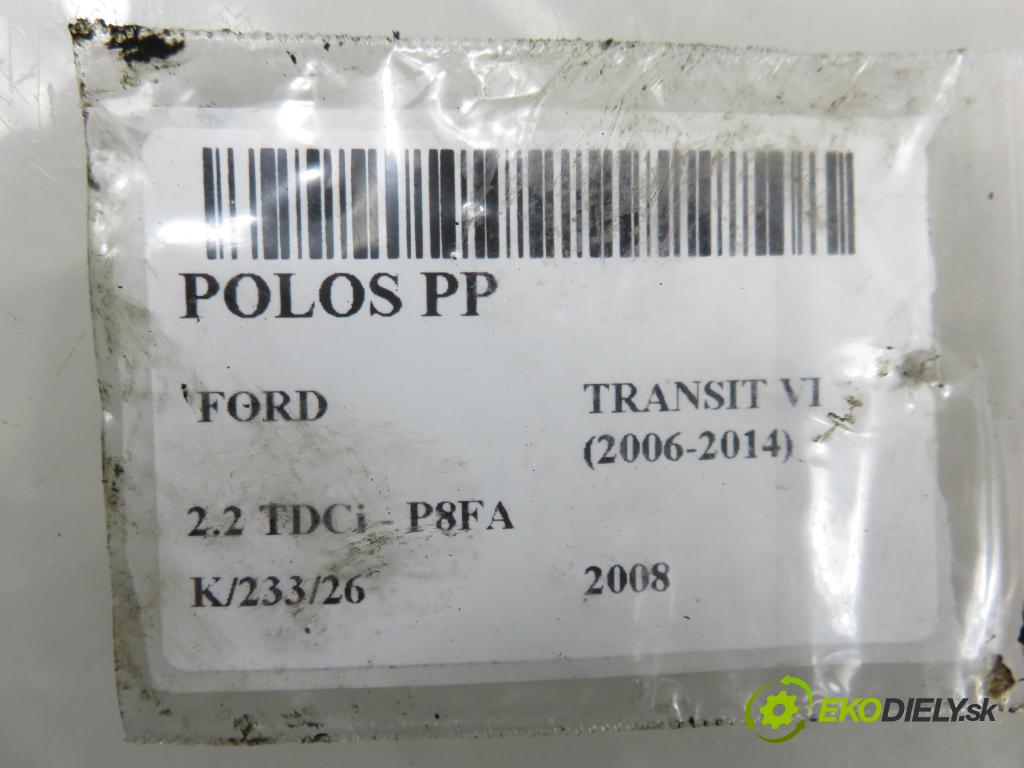 POLOS PP
FORD TRANSIT VI
(2006-2014)
2.2 TDCi - P8FA
K/233/26 2008
EKODIELY.sk